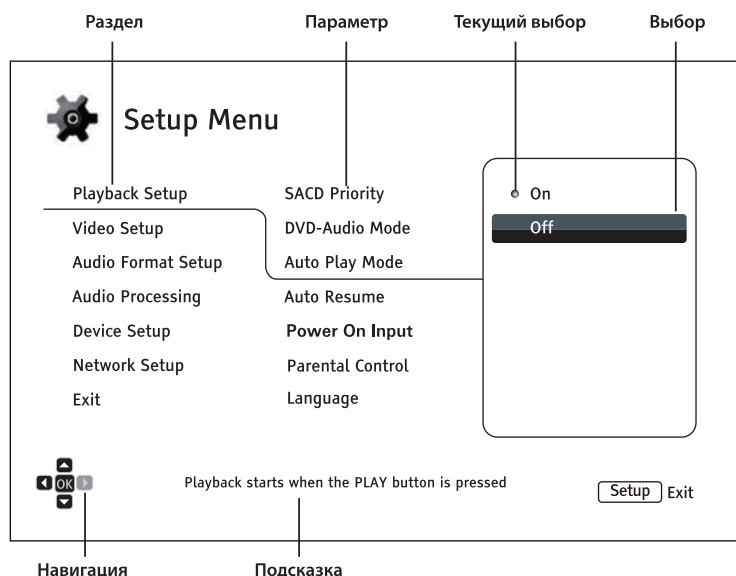 Раздел Параметр Текущий выбор Выбор
Setup Menu
Playback Setup SACD Priority On
Video Setup DVD-Audio Mode Off
Audio Format Setup Auto Play Mode
Audio Processing Auto Resume
Device Setup Power On Input
Network Setup Parental Control
Exit Language
OK Playback starts when the PLAY button is pressed Setup Exit
Навигация Подсказка